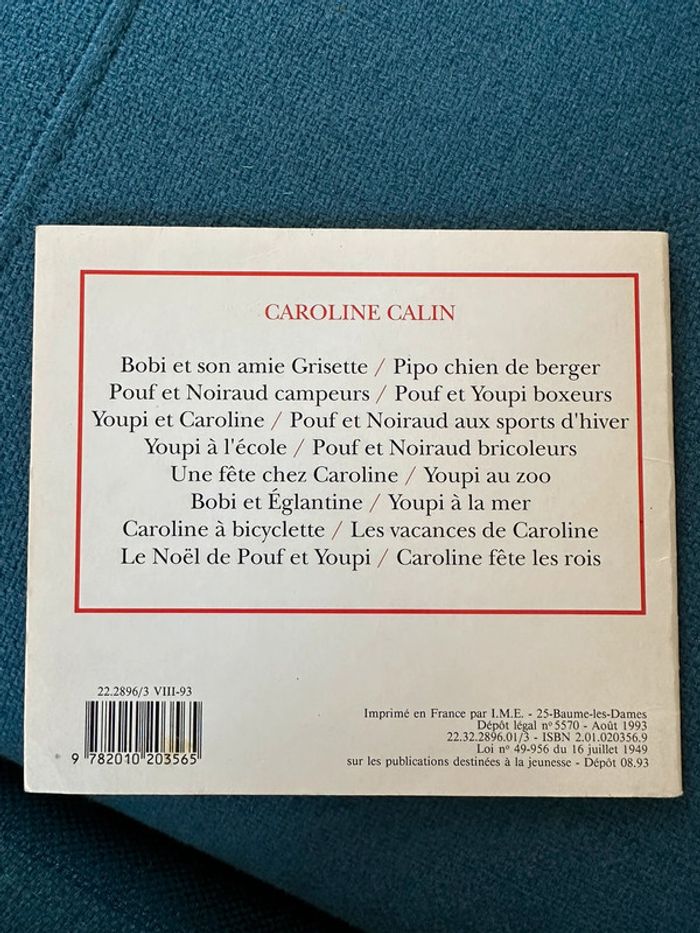 CAROLINE CALIN
Bobi et son amie Grisette / Pipo chien de berger
Pouf et Noiraud campeurs / Pouf et Youpi boxeurs
Youpi et Caroline / Pouf et Noiraud aux sports d'hiver
Youpi à l'école / Pouf et Noiraud bricoleurs
Une fête chez Caroline / Youpi au zoo
Bobi et Églantine / Youpi à la mer
Caroline à bicyclette / Les vacances de Caroline
Le Noël de Pouf et Youpi / Caroline fête les rois
22.2896/3 VIII-93
9 782010 203565
Imprimé en France par I.M.E. - 25-Baume-les-Dames
Dépôt légal n° 5570 - Août 1993
22.32.2896.01/3 - ISBN 2.01.020356.9
Loi n° 49-956 du 16 juillet 1949
sur les publications destinées à la jeunesse - Dépôt 08.93